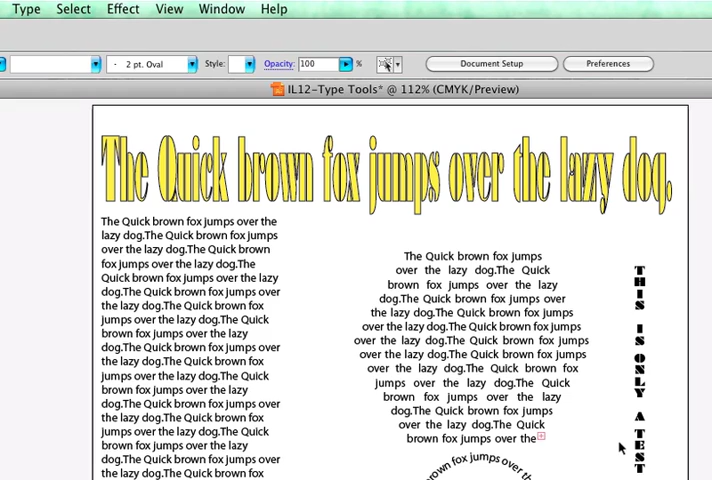 Type Select Effect View Window Help
2 pt. Oval Style: Opacity: 100 % Document Setup Preferences
IL12-Type Tools* @ 112% (CMYK/Preview)
The Quick brown fox jumps over the lazy dog.
The Quick brown fox jumps over the
lazy dog.The Quick brown fox jumps
over the lazy dog.The Quick brown
fox jumps over the lazy dog.The
Quick brown fox jumps over the lazy
dog.The Quick brown fox jumps over
the lazy dog.The Quick brown fox
jumps over the lazy dog.The Quick
brown fox jumps over the lazy
dog.The Quick brown fox jumps over
the lazy dog.The Quick brown fox
jumps over the lazy dog.The Quick
brown fox jumps over the lazy
dog.The Quick brown fox jumps over
the lazy dog.The Quick brown fox
jumps over the lazy dog.The Quick
brown fox jumps over the lazy
dog.The Quick brown fox jumps over
the lazy dog.The Quick brown fox
The Quick brown fox jumps
over the lazy dog.The Quick
brown fox jumps over the lazy
dog.The Quick brown fox jumps over
the lazy dog.The Quick brown fox jumps
over the lazy dog.The Quick brown fox jumps
over the lazy dog.The Quick brown fox jumps
over the lazy dog.The Quick brown fox jumps
over the lazy dog.The Quick brown fox
jumps over the lazy dog.The Quick
brown fox jumps over the lazy
dog.The Quick brown fox jumps
over the lazy dog.The Quick
brown fox jumps over the
brown fox jumps over
THIS IS ONLY A TEST